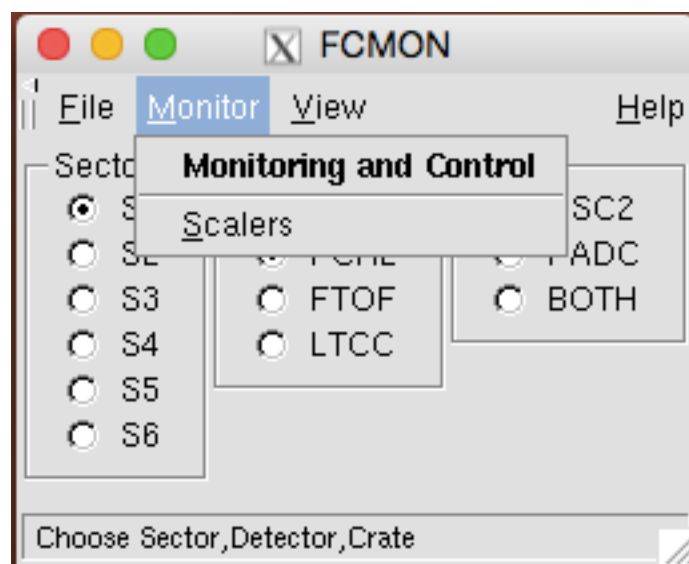 FCMON
File Monitor View Help
Monitoring and Control
Scalers
S3
S4
S5
S6
FTOF
LTCC
SC2
BOTH
Choose Sector,Detector,Crate